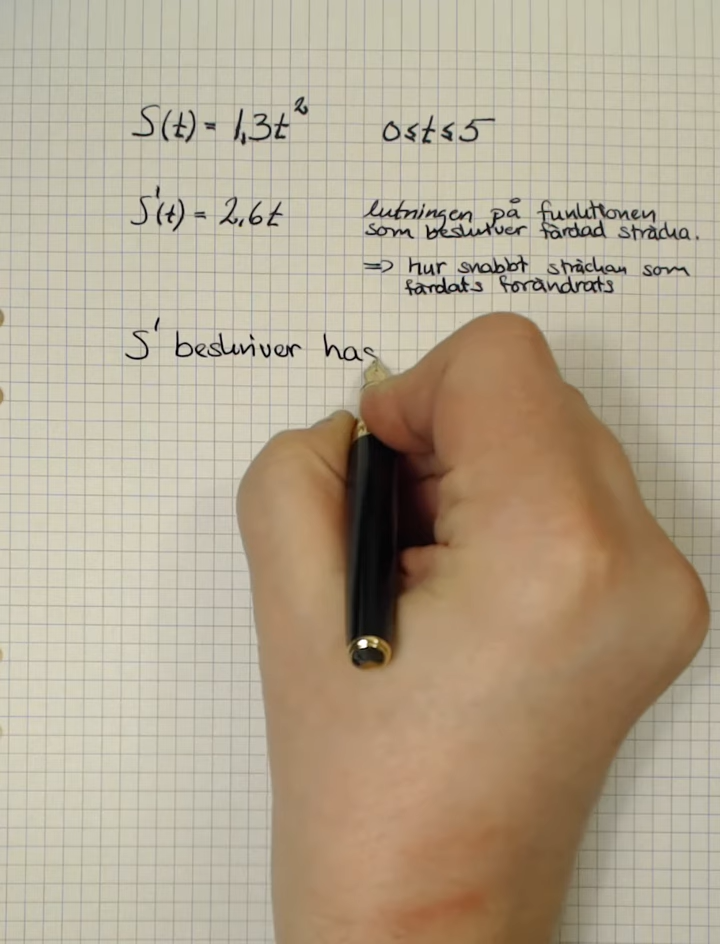 S(t) = 1,3t² 0≤t≤5
S'(t) = 2,6t
lutningen på funktionen
som beskriver färdad sträcka.
=> hur snabbt sträckan som
färdats förändrats
S' beskriver has